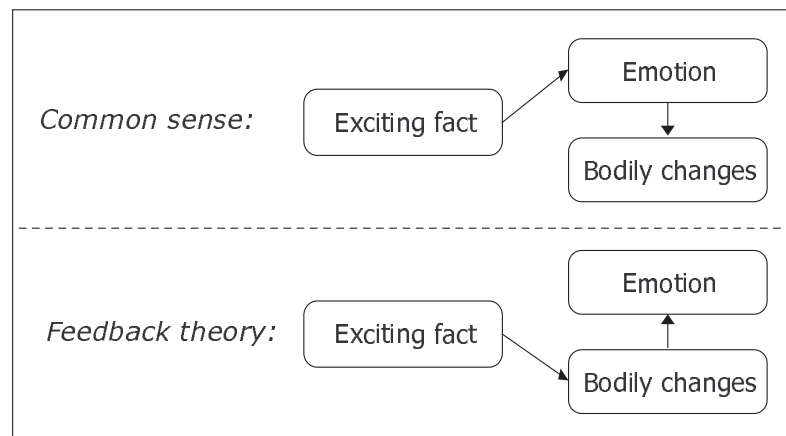 Common sense:
Exciting fact
Emotion
Bodily changes
Feedback theory:
Exciting fact
Emotion
Bodily changes